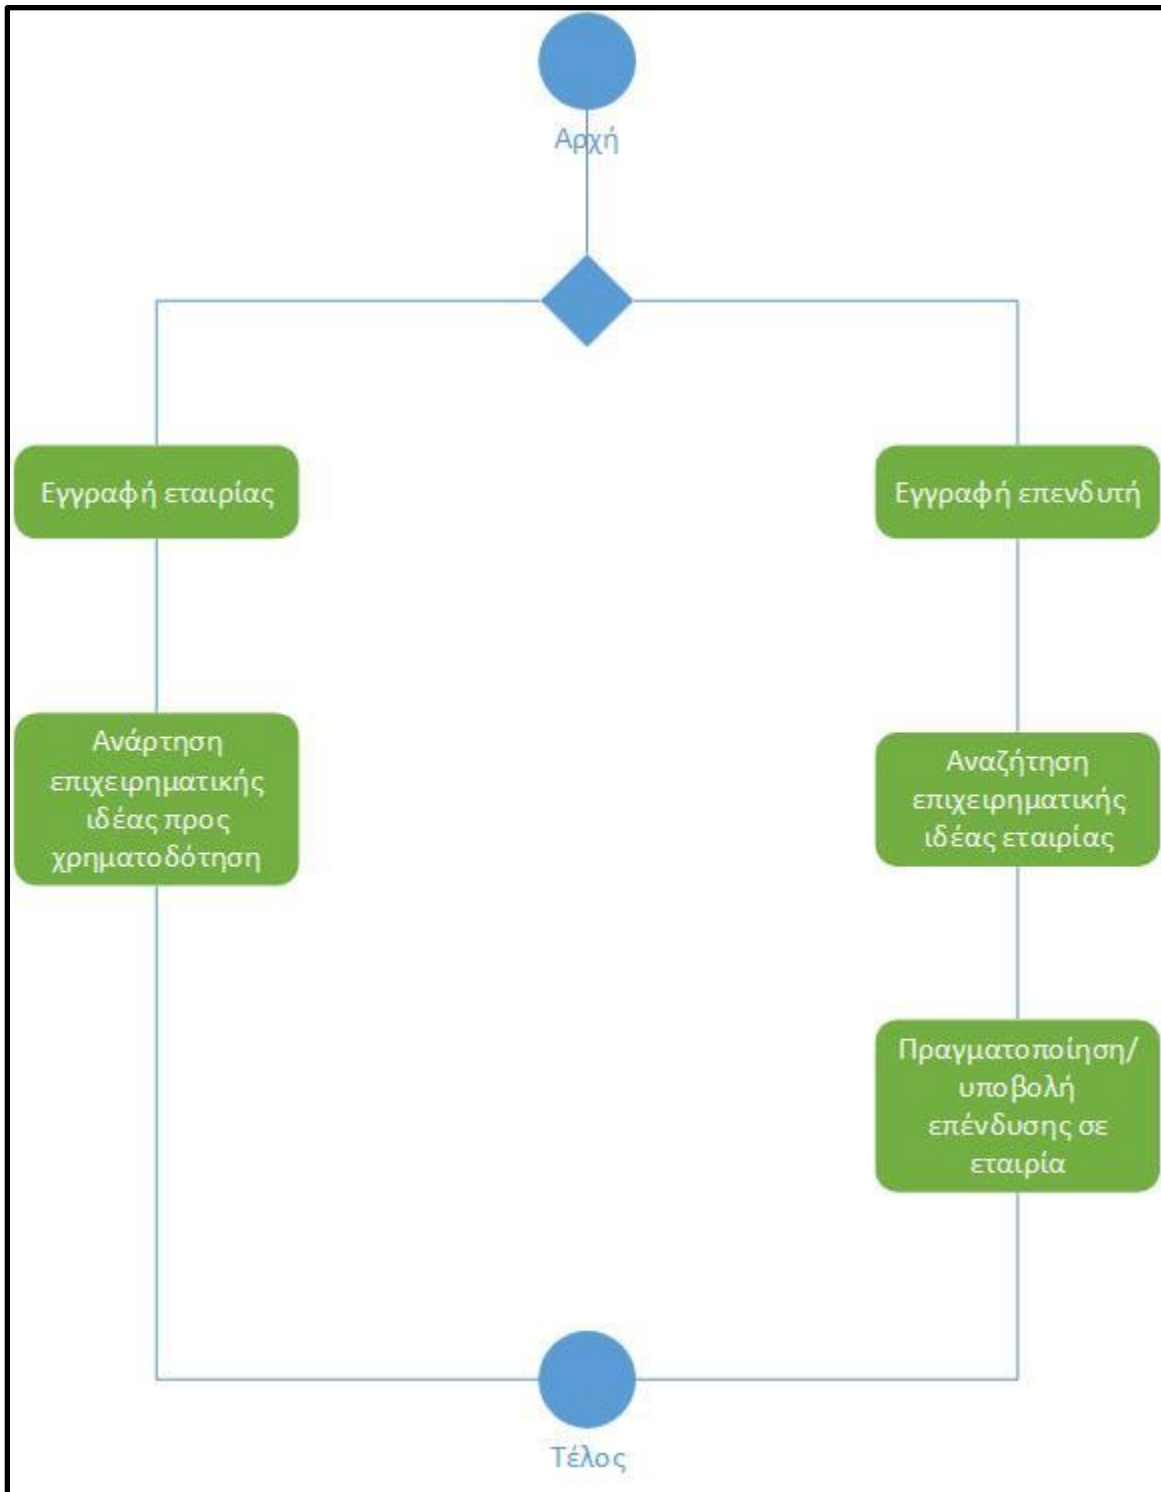 Αρχή
Εγγραφή εταιρίας
Εγγραφή επενδυτή
Ανάρτηση
επιχειρηματικής
ιδέας προς
χρηματοδότηση
Αναζήτηση
επιχειρηματικής
ιδέας εταιρίας
Πραγματοποίηση/
υποβολή
επένδυσης σε
εταιρία
Τέλος